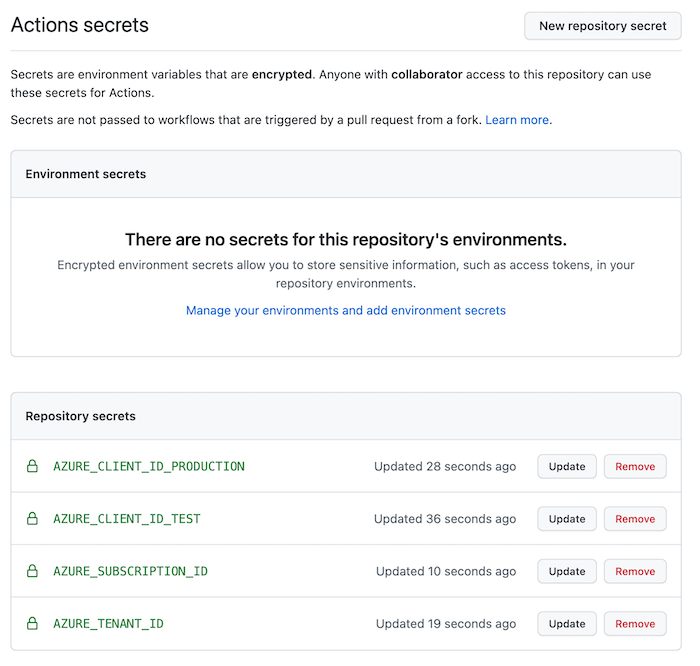 Actions secrets
New repository secret
Secrets are environment variables that are encrypted. Anyone with collaborator access to this repository can use
these secrets for Actions.
Secrets are not passed to workflows that are triggered by a pull request from a fork. Learn more.
Environment secrets
There are no secrets for this repository's environments.
Encrypted environment secrets allow you to store sensitive information, such as access tokens, in your
repository environments.
Manage your environments and add environment secrets
Repository secrets
AZURE_CLIENT_ID_PRODUCTION Updated 28 seconds ago Update Remove
AZURE_CLIENT_ID_TEST Updated 36 seconds ago Update Remove
AZURE_SUBSCRIPTION_ID Updated 10 seconds ago Update Remove
AZURE_TENANT_ID Updated 19 seconds ago Update Remove